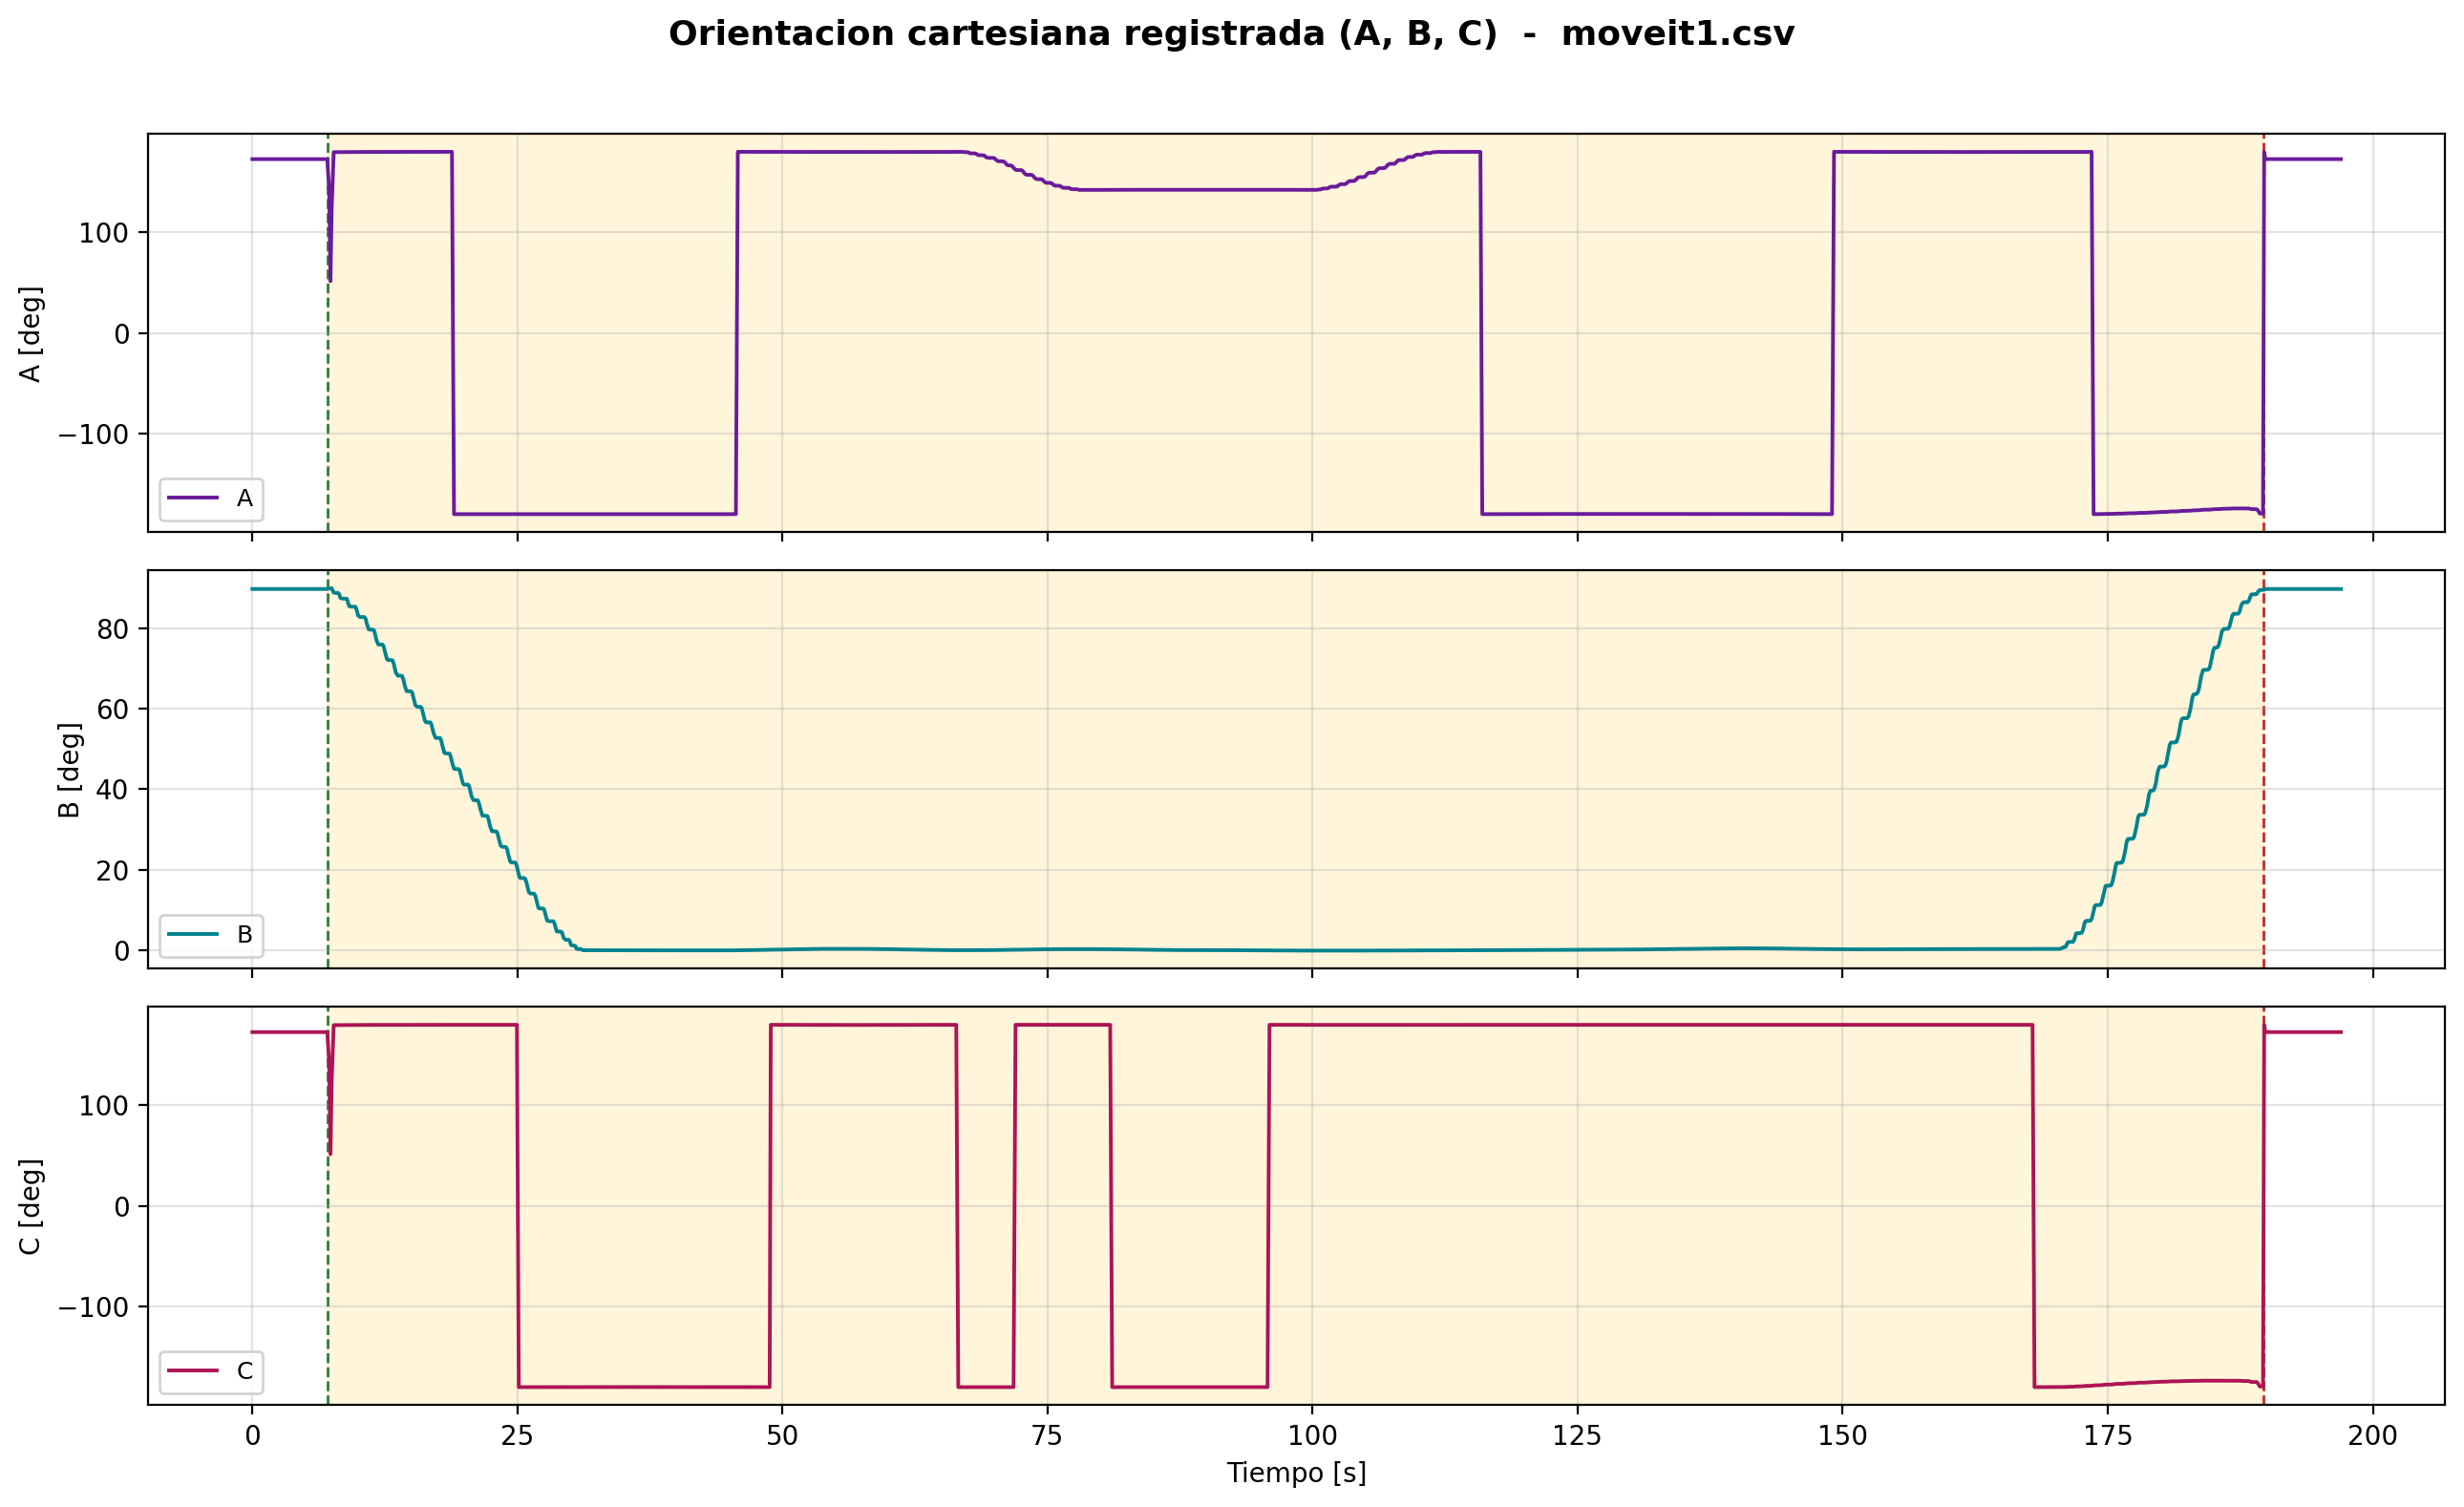 Orientacion cartesiana registrada (A, B, C)  -  moveit1.csv
A [deg]
100
0
−100
A
B [deg]
80
60
40
20
0
B
C [deg]
100
0
−100
C
0 25 50 75 100 125 150 175 200
Tiempo [s]